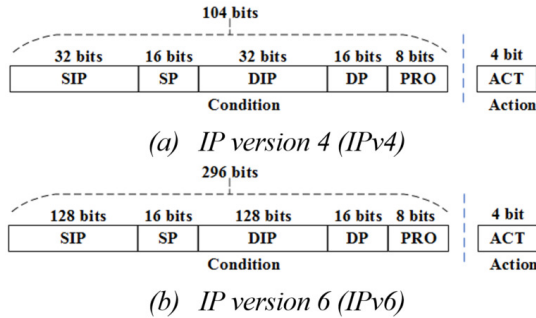 104 bits
32 bits 16 bits 32 bits 16 bits 8 bits 4 bit
SIP SP DIP DP PRO ACT
Condition Action
(a) IP version 4 (IPv4)
296 bits
128 bits 16 bits 128 bits 16 bits 8 bits 4 bit
SIP SP DIP DP PRO ACT
Condition Action
(b) IP version 6 (IPv6)